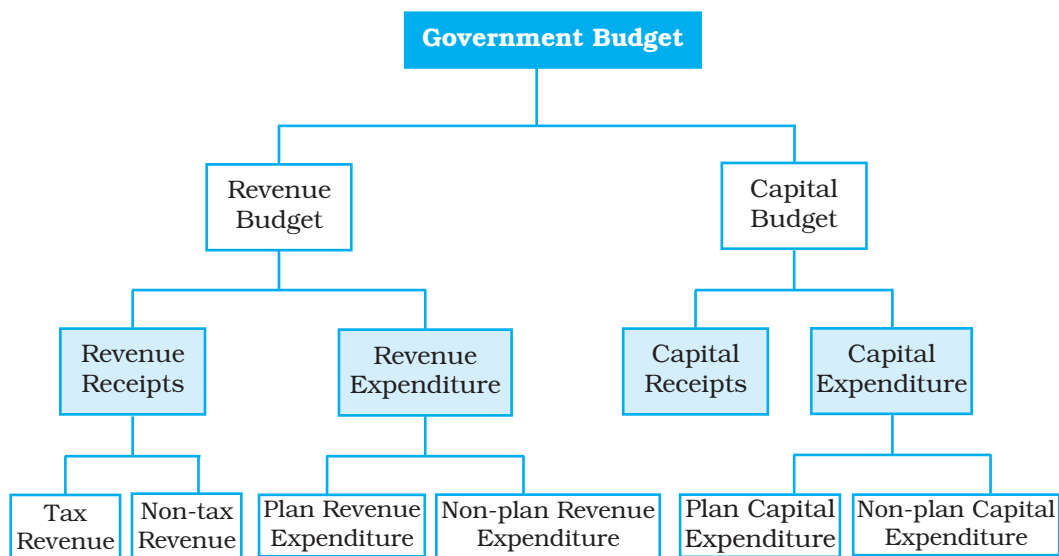 Government Budget
Revenue
Budget
Capital
Budget
Revenue
Receipts
Revenue
Expenditure
Capital
Receipts
Capital
Expenditure
Tax
Revenue
Non-tax
Revenue
Plan Revenue
Expenditure
Non-plan Revenue
Expenditure
Plan Capital
Expenditure
Non-plan Capital
Expenditure